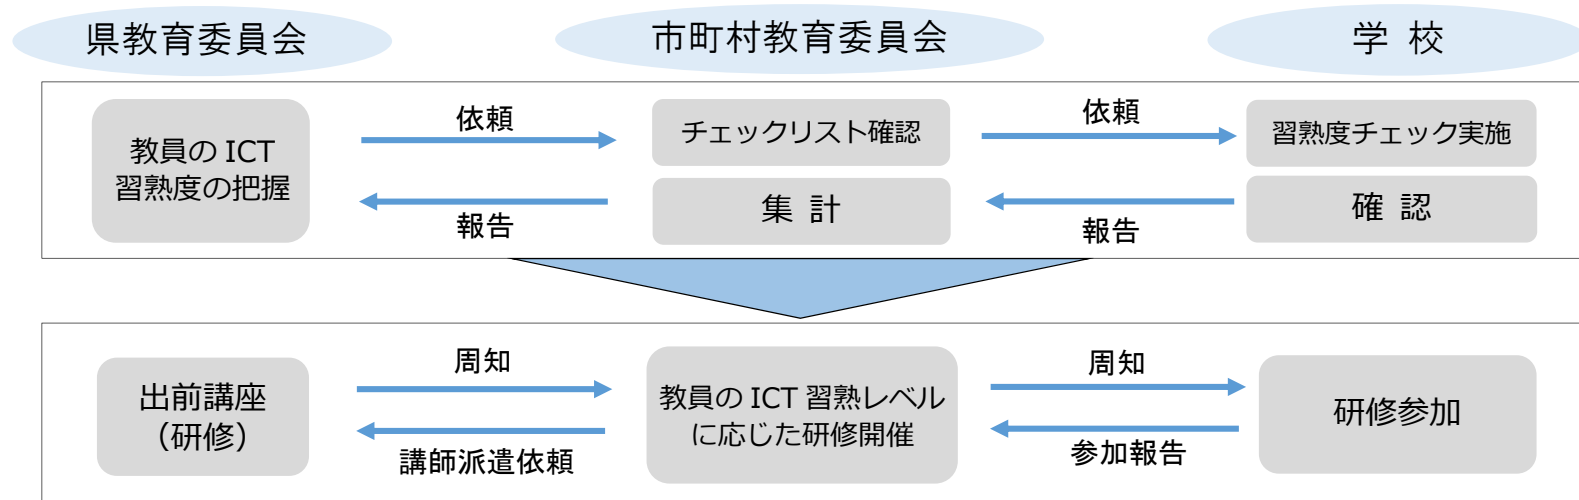 県教育委員会
市町村教育委員会
学 校
教員の ICT
習熟度の把握
依頼
報告
チェックリスト確認
集 計
依頼
報告
習熟度チェック実施
確 認
出前講座
（研修）
周知
講師派遣依頼
教員の ICT 習熟レベル
に応じた研修開催
周知
参加報告
研修参加